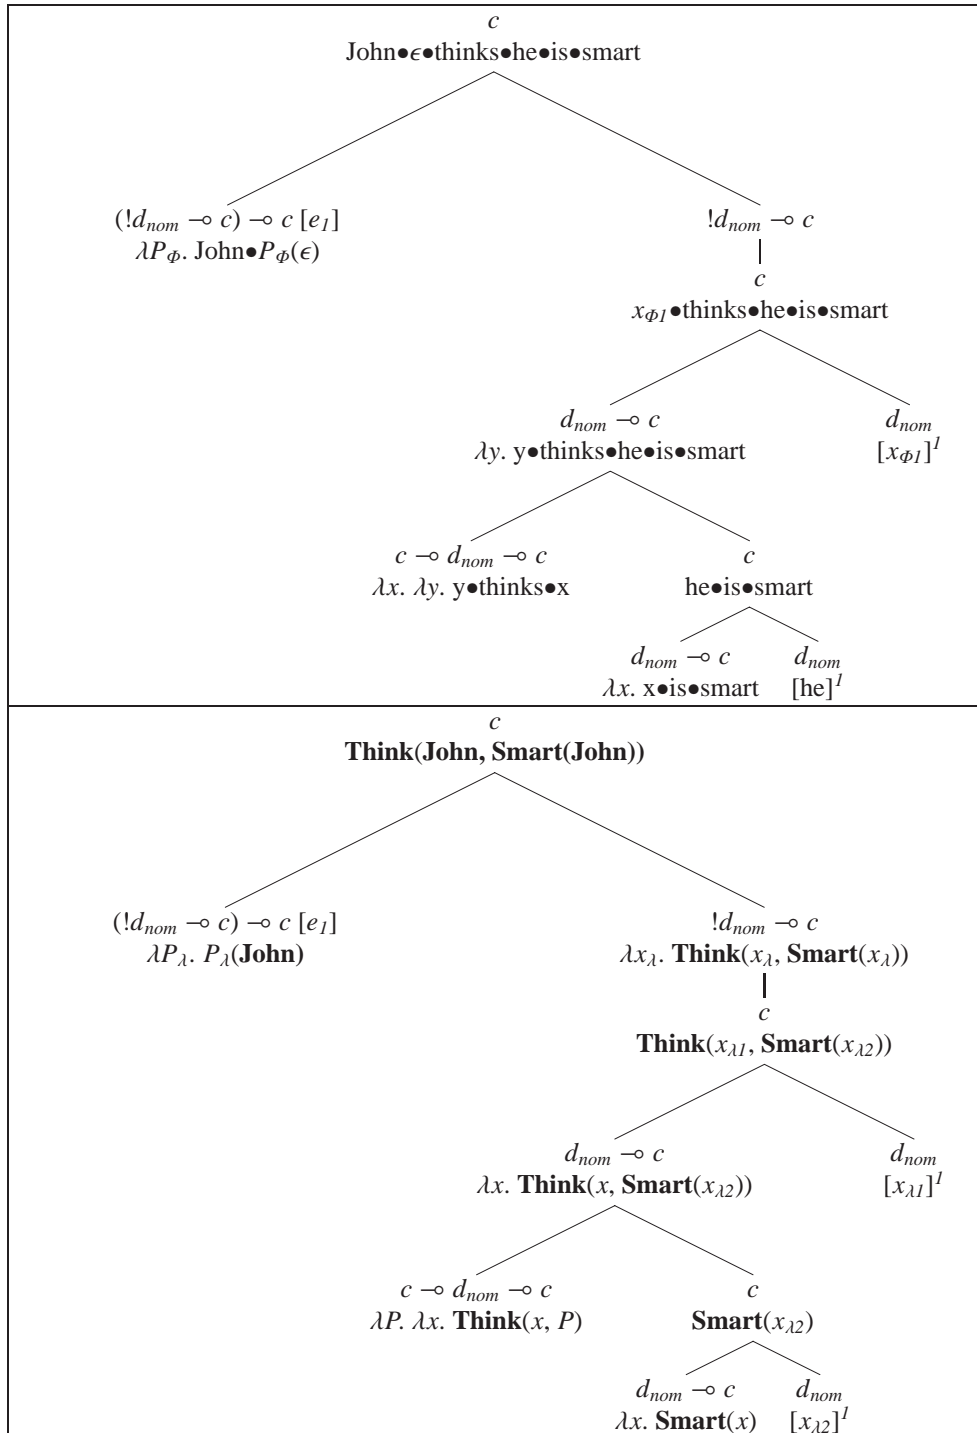 c
John●ϵ●thinks●he●is●smart
(!d_nom ⊸ c) ⊸ c [e_1] !d_nom ⊸ c
λP_Φ. John●P_Φ(ϵ)
c
x_Φ1●thinks●he●is●smart
d_nom ⊸ c d_nom
λy. y●thinks●he●is●smart [x_Φ1]^1
c ⊸ d_nom ⊸ c c
λx. λy. y●thinks●x he●is●smart
d_nom ⊸ c d_nom
λx. x●is●smart [he]^1
c
Think(John, Smart(John))
(!d_nom ⊸ c) ⊸ c [e_1] !d_nom ⊸ c
λP_λ. P_λ(John) λx_λ. Think(x_λ, Smart(x_λ))
c
Think(x_λ1, Smart(x_λ2))
d_nom ⊸ c d_nom
λx. Think(x, Smart(x_λ2)) [x_λ1]^1
c ⊸ d_nom ⊸ c c
λP. λx. Think(x, P) Smart(x_λ2)
d_nom ⊸ c d_nom
λx. Smart(x) [x_λ2]^1